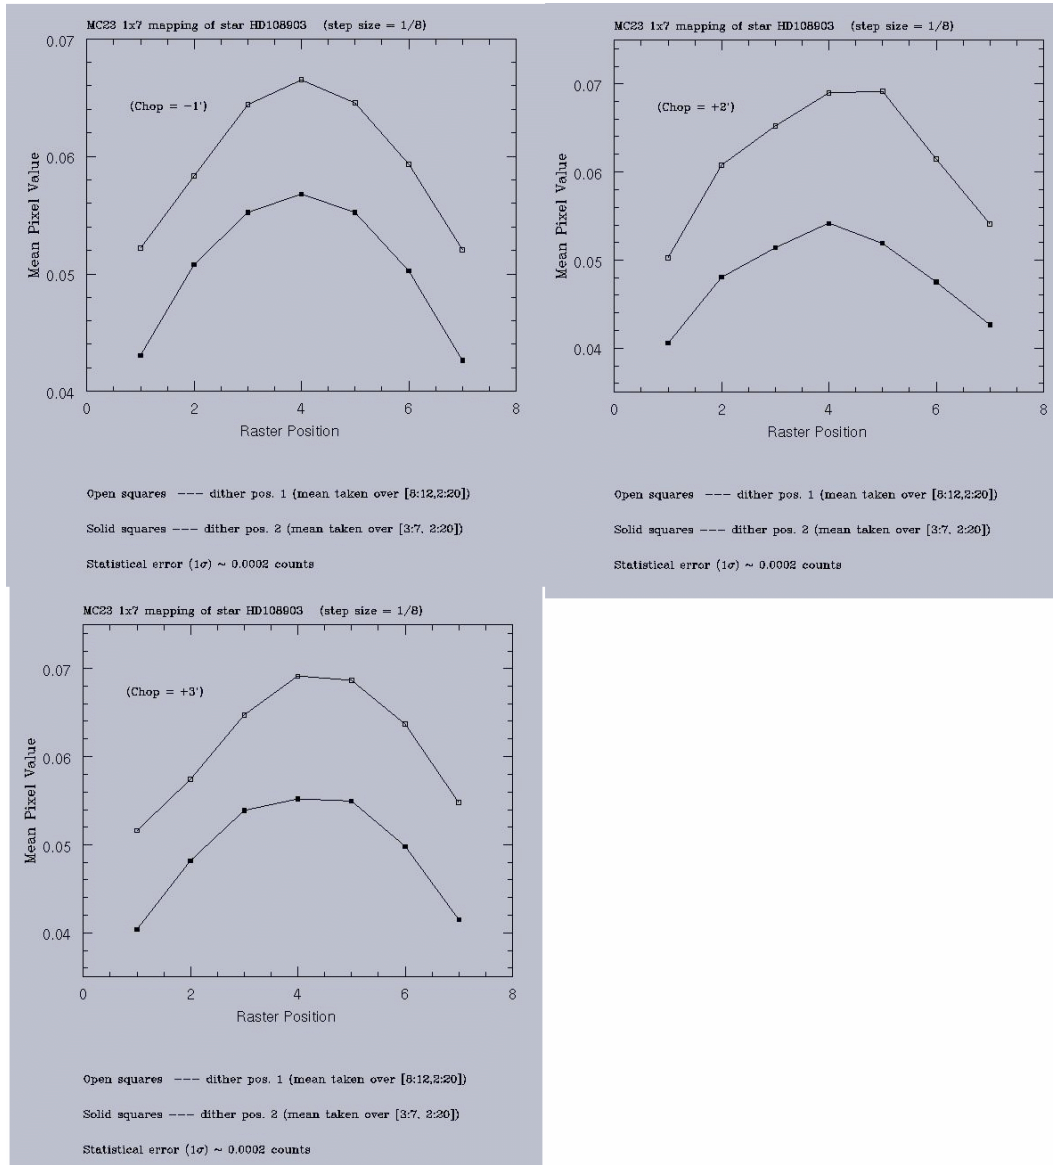 MC23 1x7 mapping of star HD108903 (step size = 1/8)
0.07
(Chop = -1')
0.06
Mean Pixel Value
0.05
0.04
0 2 4 6 8
Raster Position
Open squares --- dither pos. 1 (mean taken over [8:12,2:20])
Solid squares --- dither pos. 2 (mean taken over [3:7, 2:20])
Statistical error (1σ) ~ 0.0002 counts
MC23 1x7 mapping of star HD108903 (step size = 1/8)
0.07
(Chop = +2')
0.06
Mean Pixel Value
0.05
0.04
0 2 4 6 8
Raster Position
Open squares --- dither pos. 1 (mean taken over [8:12,2:20])
Solid squares --- dither pos. 2 (mean taken over [3:7, 2:20])
Statistical error (1σ) ~ 0.0002 counts
MC23 1x7 mapping of star HD108903 (step size = 1/8)
0.07
(Chop = +3')
0.06
Mean Pixel Value
0.05
0.04
0 2 4 6 8
Raster Position
Open squares --- dither pos. 1 (mean taken over [8:12,2:20])
Solid squares --- dither pos. 2 (mean taken over [3:7, 2:20])
Statistical error (1σ) ~ 0.0002 counts